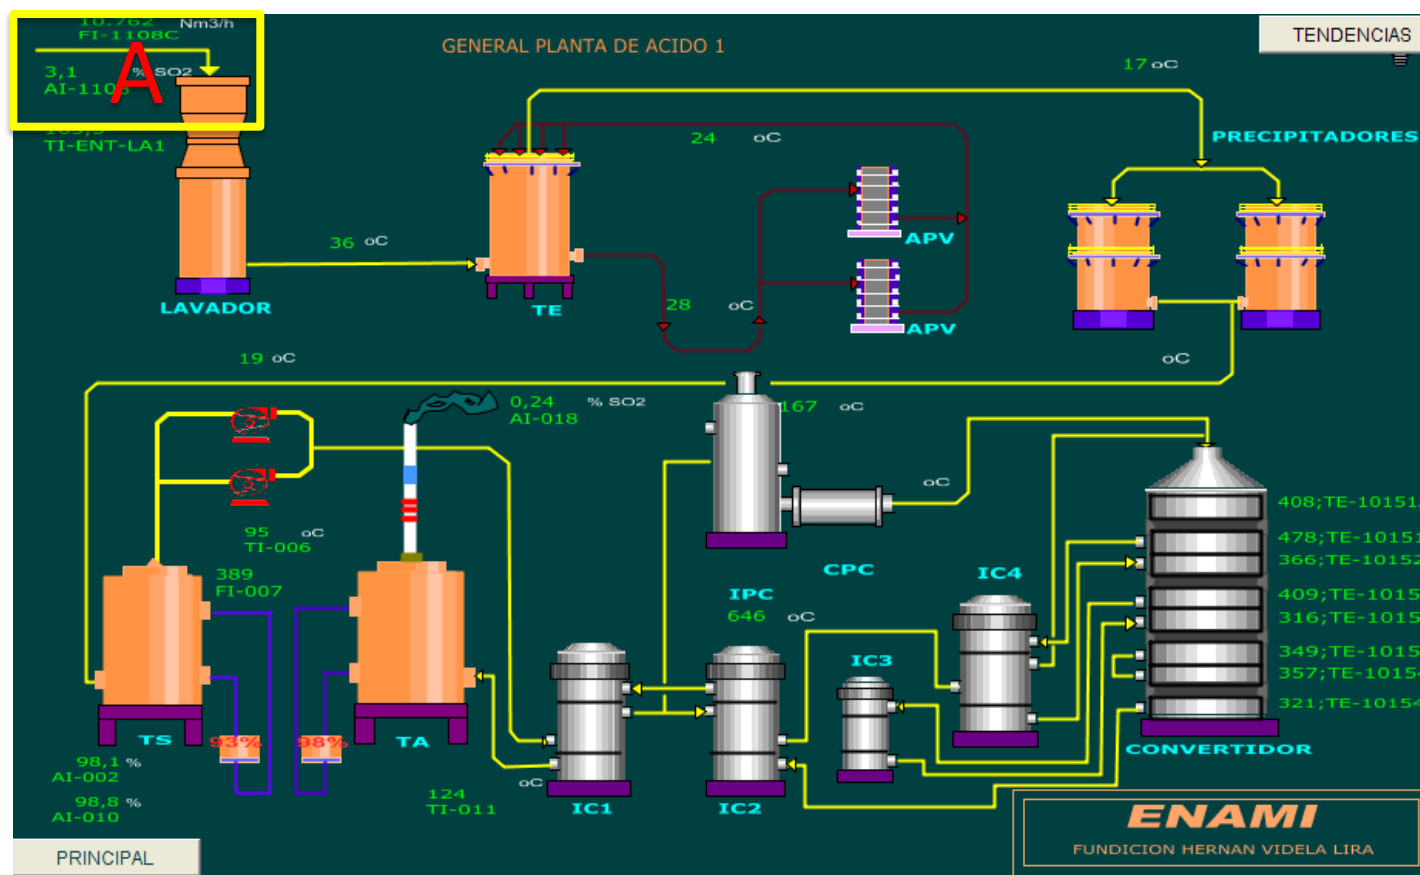 10.762 Nm3/h
FI-1108C
GENERAL PLANTA DE ACIDO 1
TENDENCIAS
A
3,1 % SO2
17 oC
TI-ENT-LA1
24 oC
PRECIPITADORES
APV
36 oC
LAVADOR
TE
28 oC
APV
19 oC
oC
0,24 % SO2
AI-018
167 oC
oC
95 oC
TI-006
389
FI-007
408;TE-10151
478;TE-10151
366;TE-10152
409;TE-1015
316;TE-1015
349;TE-1015
357;TE-1015
321;TE-10154
CPC
IC4
IPC
646 oC
IC3
TS
93%
98%
TA
CONVERTIDOR
98,1 %
AI-002
98,8 %
AI-010
124 oC
TI-011
IC1
IC2
ENAMI
FUNDICION HERNAN VIDELA LIRA
PRINCIPAL